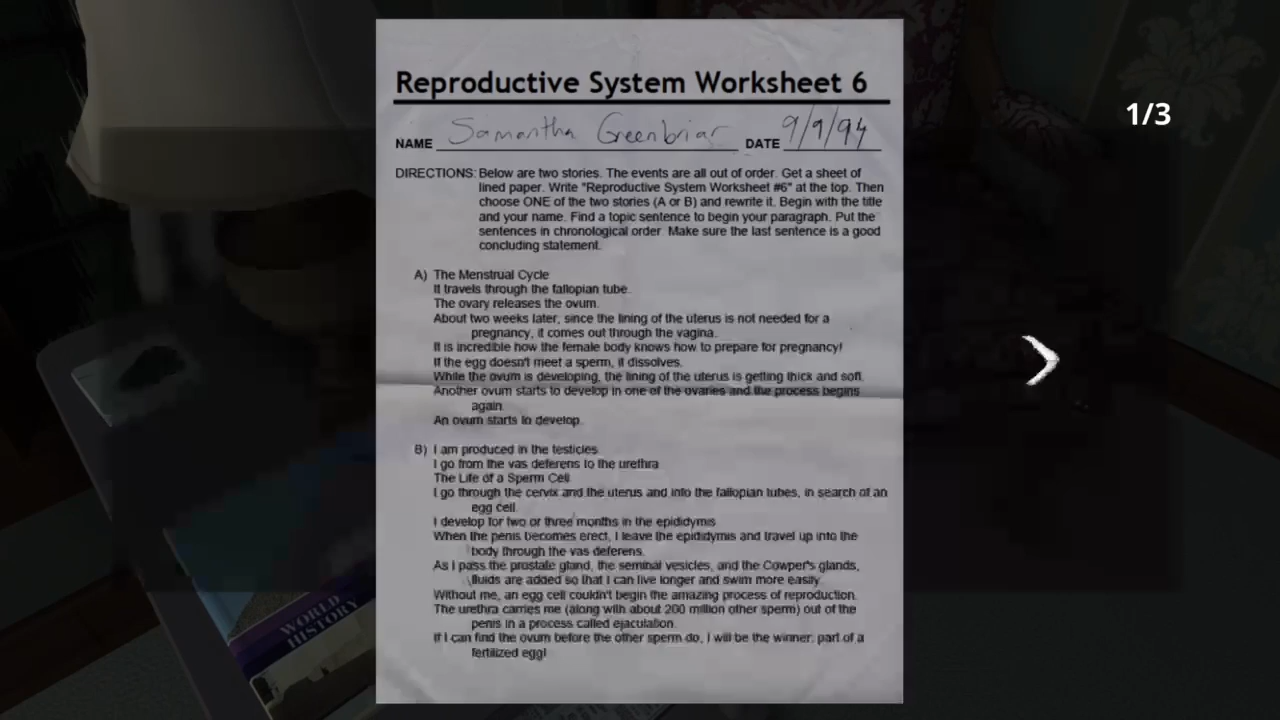 Reproductive System Worksheet 6
1/3
NAME Samantha Greenbriar DATE 9/9/94
DIRECTIONS: Below are two stories. The events are all out of order. Get a sheet of
lined paper. Write "Reproductive System Worksheet #6" at the top. Then
choose ONE of the two stories (A or B) and rewrite it. Begin with the title
and your name. Find a topic sentence to begin your paragraph. Put the
sentences in chronological order. Make sure the last sentence is a good
concluding statement.
A) The Menstrual Cycle
It travels through the fallopian tube.
The ovary releases the ovum.
About two weeks later, since the lining of the uterus is not needed for a
pregnancy, it comes out through the vagina.
It is incredible how the female body knows how to prepare for pregnancy!
If the egg doesn't meet a sperm, it dissolves.
While the ovum is developing, the lining of the uterus is getting thick and soft.
Another ovum starts to develop in one of the ovaries and the process begins
again.
An ovum starts to develop.
B) I am produced in the testicles.
I go from the vas deferens to the urethra
The Life of a Sperm Cell
I go through the cervix and the uterus and into the fallopian tubes, in search of an
egg cell.
I develop for two or three months in the epididymis
When the penis becomes erect, I leave the epididymis and travel up into the
body through the vas deferens.
As I pass the prostate gland, the seminal vesicles, and the Cowper's glands,
fluids are added so that I can live longer and swim more easily.
Without me, an egg cell couldn't begin the amazing process of reproduction.
The urethra carries me (along with about 200 million other sperm) out of the
penis in a process called ejaculation.
If I can find the ovum before the other sperm do, I will be the winner: part of a
fertilized egg!
WORLD
HISTORY